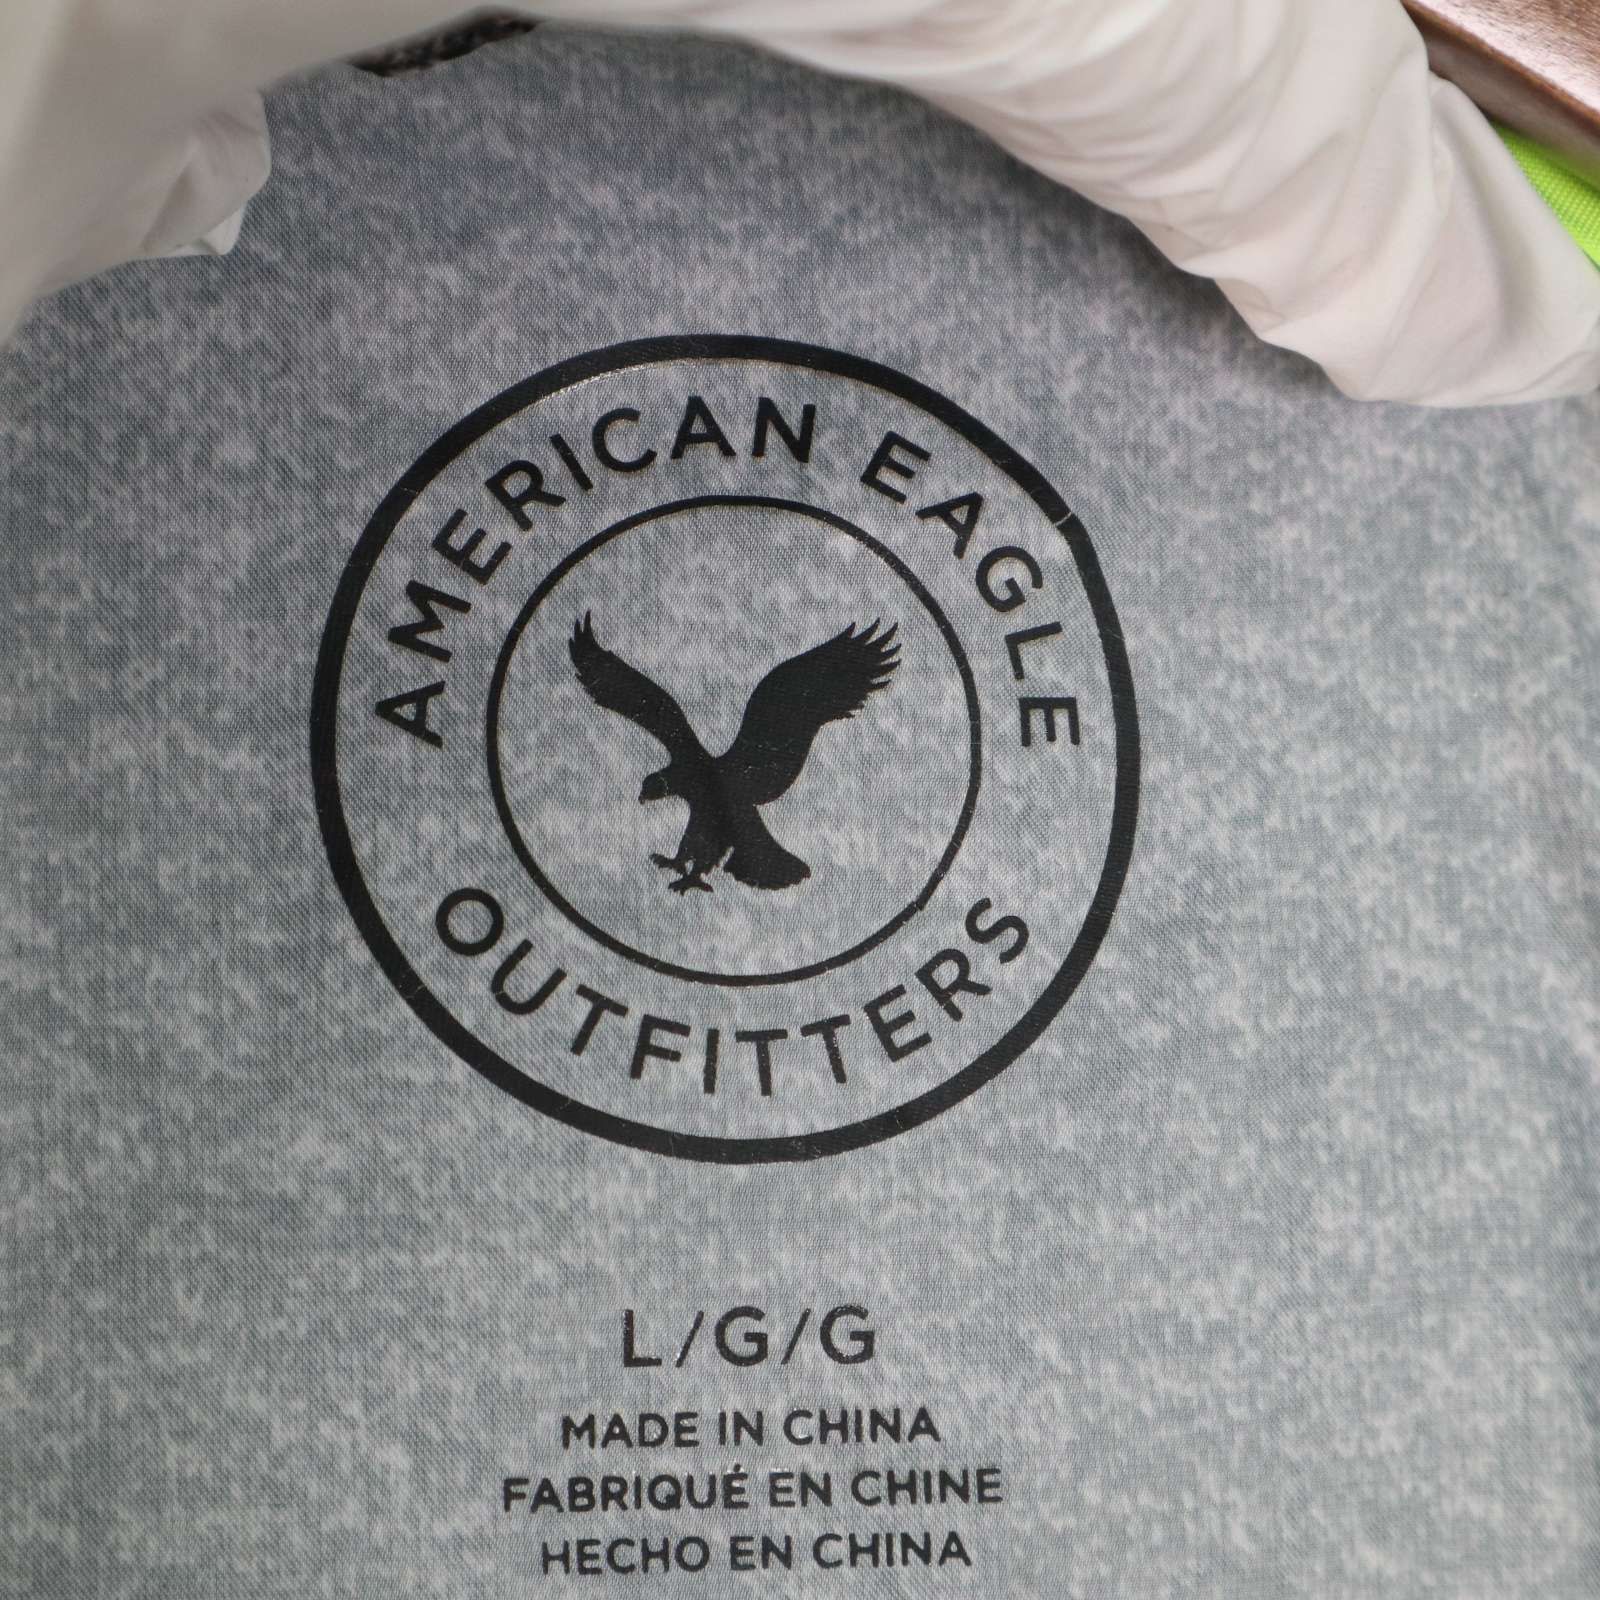 AMERICAN EAGLE
OUTFITTERS
L/G/G
MADE IN CHINA
FABRIQUÉ EN CHINE
HECHO EN CHINA